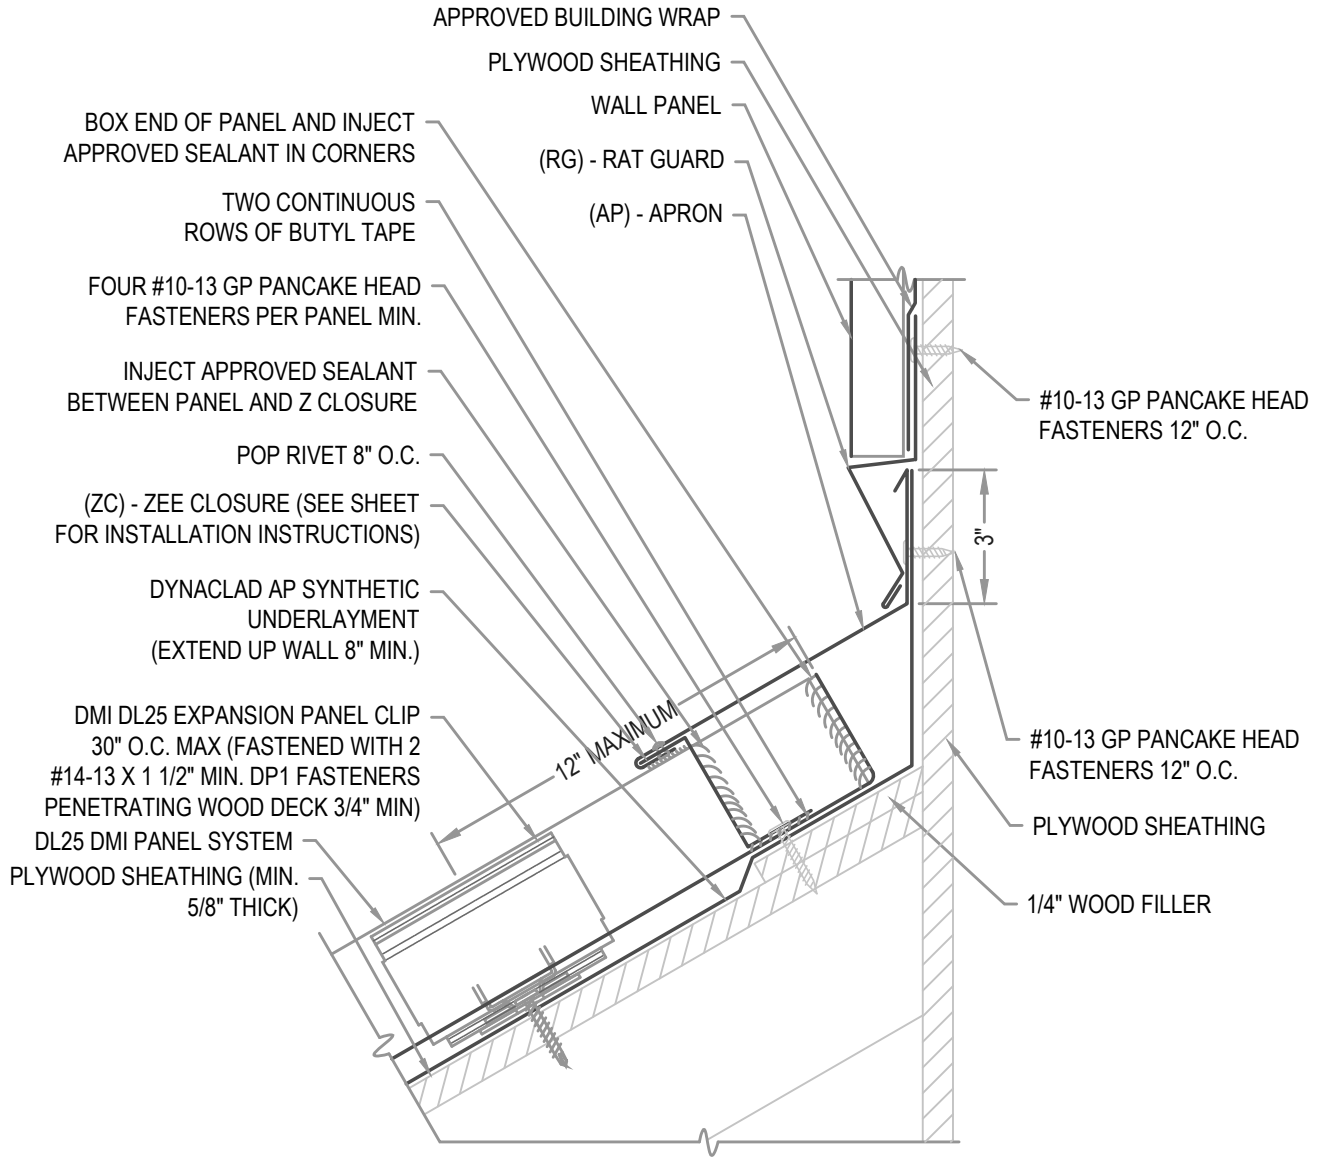 APPROVED BUILDING WRAP
PLYWOOD SHEATHING
WALL PANEL
(RG) - RAT GUARD
(AP) - APRON
BOX END OF PANEL AND INJECT
APPROVED SEALANT IN CORNERS
TWO CONTINUOUS
ROWS OF BUTYL TAPE
FOUR #10-13 GP PANCAKE HEAD
FASTENERS PER PANEL MIN.
INJECT APPROVED SEALANT
BETWEEN PANEL AND Z CLOSURE
POP RIVET 8" O.C.
(ZC) - ZEE CLOSURE (SEE SHEET
FOR INSTALLATION INSTRUCTIONS)
DYNACLAD AP SYNTHETIC
UNDERLAYMENT
(EXTEND UP WALL 8" MIN.)
DMI DL25 EXPANSION PANEL CLIP
30" O.C. MAX (FASTENED WITH 2
#14-13 X 1 1/2" MIN. DP1 FASTENERS
PENETRATING WOOD DECK 3/4" MIN)
DL25 DMI PANEL SYSTEM
PLYWOOD SHEATHING (MIN.
5/8" THICK)
12" MAXIMUM
3"
#10-13 GP PANCAKE HEAD
FASTENERS 12" O.C.
#10-13 GP PANCAKE HEAD
FASTENERS 12" O.C.
PLYWOOD SHEATHING
1/4" WOOD FILLER